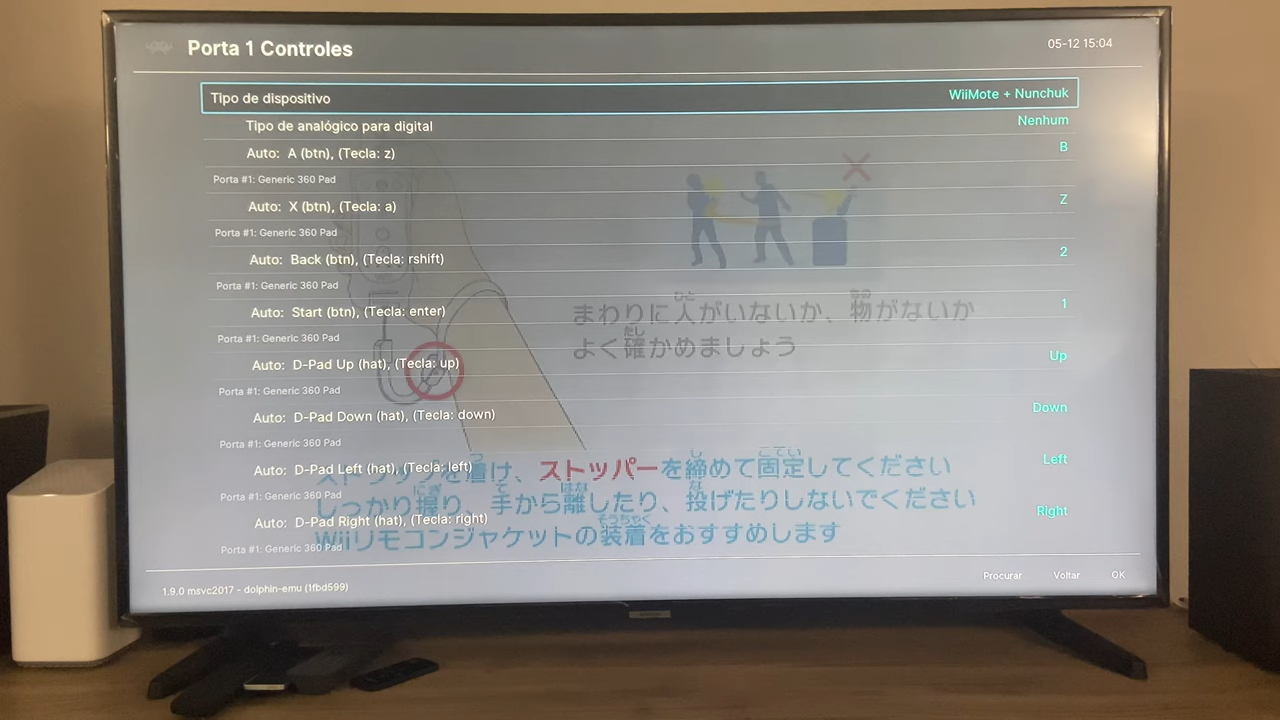 Porta 1 Controles
05-12 15:04
Tipo de dispositivo
WiiMote + Nunchuk
Tipo de analógico para digital
Nenhum
Auto: A (btn), (Tecla: z)
B
Porta #1: Generic 360 Pad
Auto: X (btn), (Tecla: a)
Z
Porta #1: Generic 360 Pad
Auto: Back (btn), (Tecla: rshift)
2
Porta #1: Generic 360 Pad
Auto: Start (btn), (Tecla: enter)
1
Porta #1: Generic 360 Pad
Auto: D-Pad Up (hat), (Tecla: up)
Up
Porta #1: Generic 360 Pad
Auto: D-Pad Down (hat), (Tecla: down)
Down
Porta #1: Generic 360 Pad
Auto: D-Pad Left (hat), (Tecla: left)
Left
Porta #1: Generic 360 Pad
Auto: D-Pad Right (hat), (Tecla: right)
Right
Porta #1: Generic 360 Pad
まわりに人がいないか、物がないか
よく確かめましょう
ストラップを着け、ストッパーを締めて固定してください
しっかり握り、手から離したり、投げたりしないでください
Wiiリモコンジャケットの装着をおすすめします
1.9.0 msvc2017 - dolphin-emu (1fbd599)
Procurar
Voltar
OK